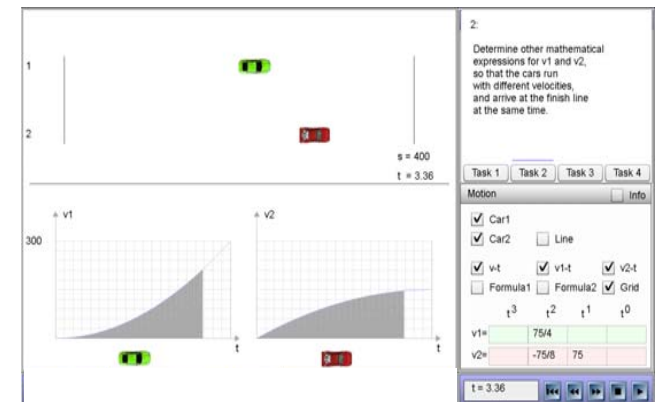 1
2
s = 400
t = 3.36
v1
v2
300
t
t
2:
Determine other mathematical
expressions for v1 and v2,
so that the cars run
with different velocities,
and arrive at the finish line
at the same time.
Task 1 Task 2 Task 3 Task 4
Motion Info
Car1
Car2 Line
v-t v1-t v2-t
Formula1 Formula2 Grid
t3 t2 t1 t0
v1= 75/4
v2= -75/8 75
t = 3.36